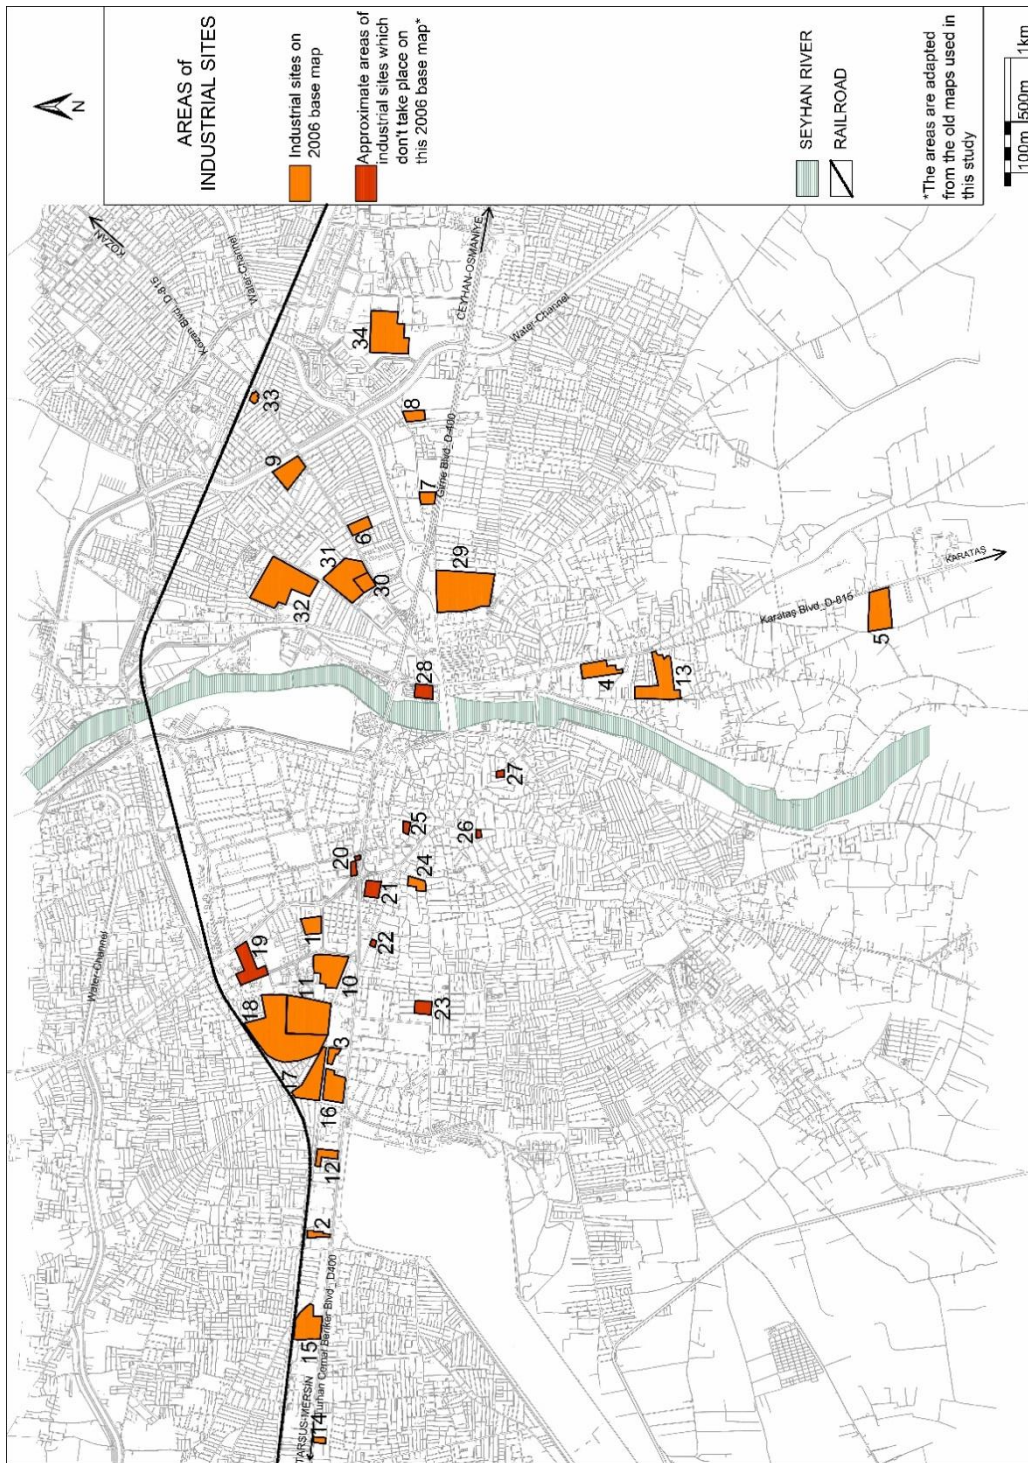 N
AREAS of
INDUSTRIAL SITES
Industrial sites on
2006 base map
Approximate areas of
industrial sites which
don't take place on
this 2006 base map*
SEYHAN RIVER
RAILROAD
*The areas are adapted
from the old maps used in
this study
100m
500m
1km
KOZAN
Kozan Blvd._D-815
Water-Channel
CEYHAN-OSMANİYE
Water-Channel
Girne Blvd_D-400
Karataş Blvd_D-815
KARATAŞ
Water-Channel
TARSUS-MERSİN
Turhan Cemal Beriker Blvd_D400
34
33
8
9
7
6
31
30
32
29
5
4
13
28
27
25
26
20
24
21
1
22
19
10
11
23
18
3
17
16
12
2
15
14